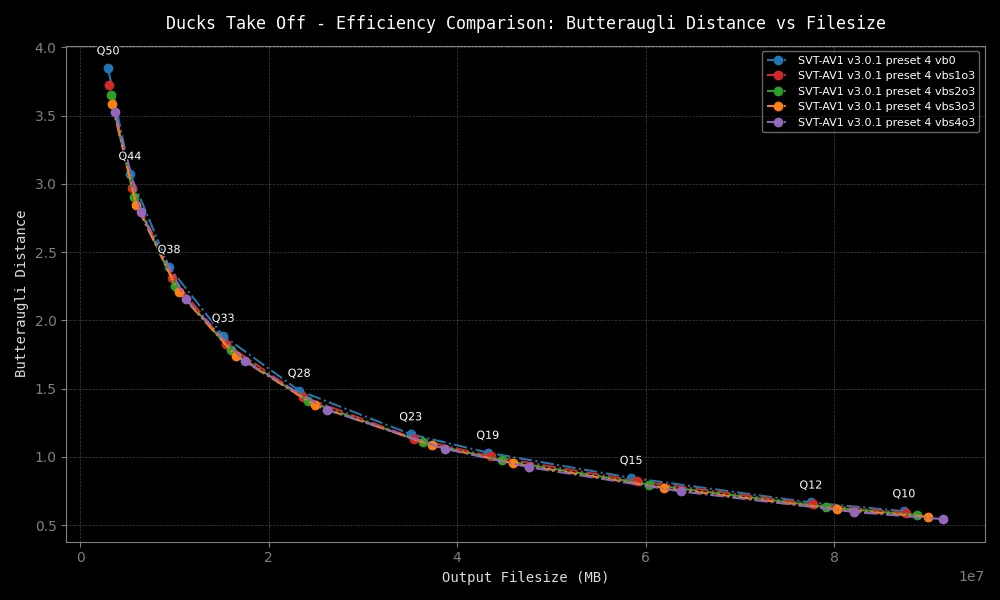 Ducks Take Off - Efficiency Comparison: Butteraugli Distance vs Filesize
4.0
3.5
3.0
2.5
2.0
1.5
1.0
0.5
Butteraugli Distance
Q50
Q44
Q38
Q33
Q28
Q23
Q19
Q15
Q12
Q10
SVT-AV1 v3.0.1 preset 4 vb0
SVT-AV1 v3.0.1 preset 4 vbs1o3
SVT-AV1 v3.0.1 preset 4 vbs2o3
SVT-AV1 v3.0.1 preset 4 vbs3o3
SVT-AV1 v3.0.1 preset 4 vbs4o3
0 2 4 6 8
1e7
Output Filesize (MB)